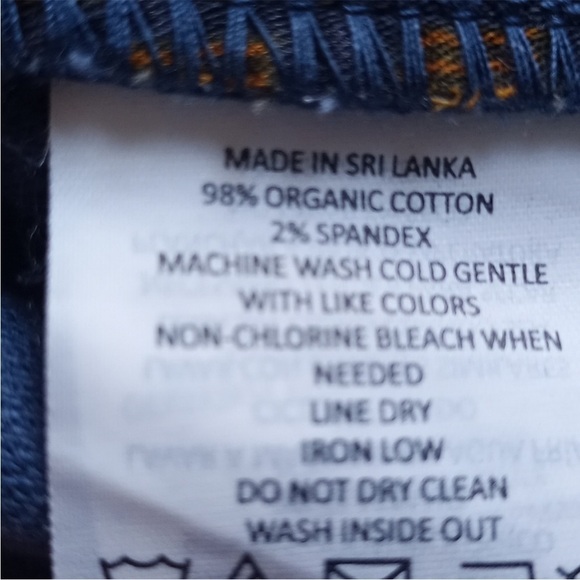 MADE IN SRI LANKA
98% ORGANIC COTTON
2% SPANDEX
MACHINE WASH COLD GENTLE
WITH LIKE COLORS
NON-CHLORINE BLEACH WHEN
NEEDED
LINE DRY
IRON LOW
DO NOT DRY CLEAN
WASH INSIDE OUT